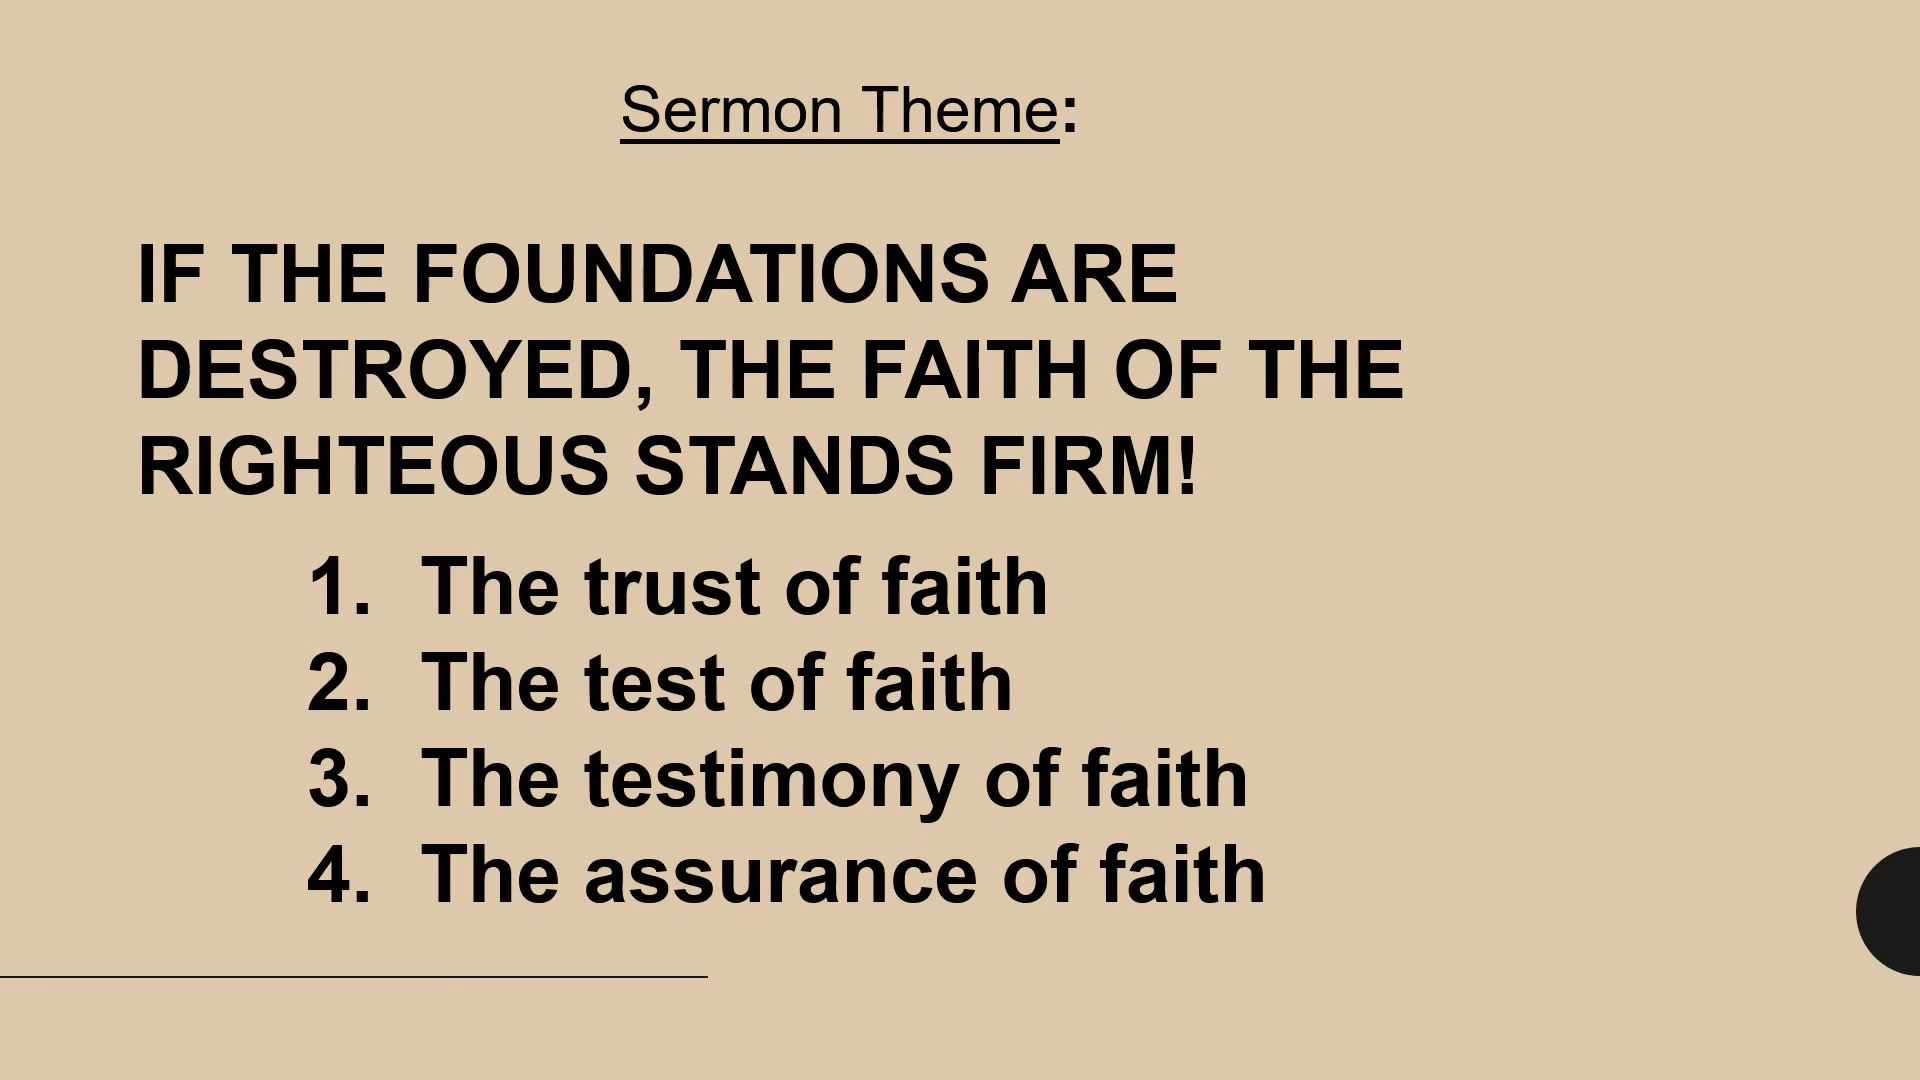 Sermon Theme:
IF THE FOUNDATIONS ARE
DESTROYED, THE FAITH OF THE
RIGHTEOUS STANDS FIRM!
1. The trust of faith
2. The test of faith
3. The testimony of faith
4. The assurance of faith